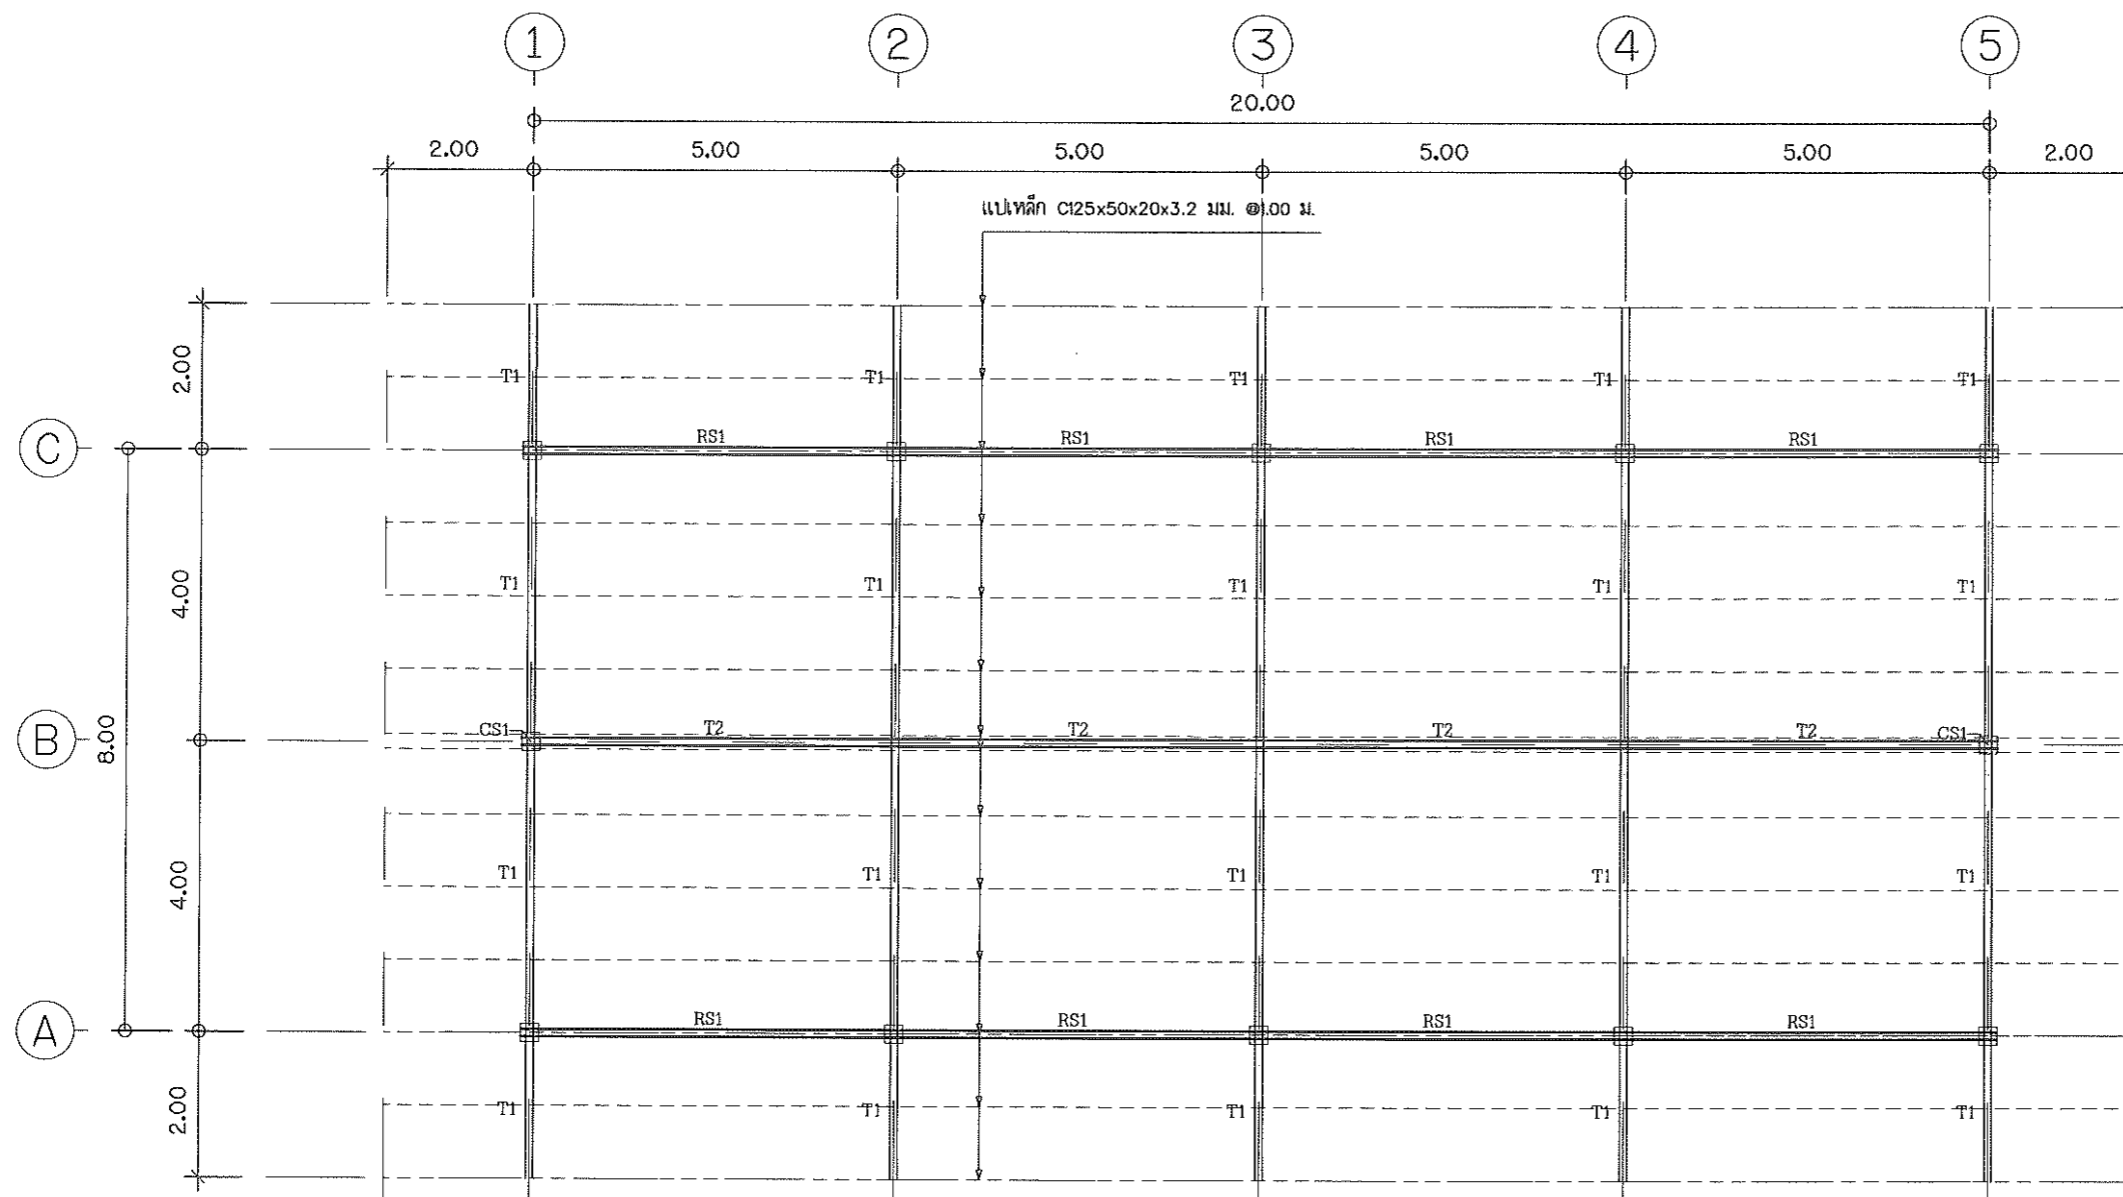 1 2 3 4 5
20.00
2.00 5.00 5.00 5.00 5.00 2.00
แปเหล็ก C125x50x20x3.2 มม. @1.00 ม.
2.00
T1 T1 T1 T1 T1
C
RS1 RS1 RS1 RS1
4.00
T1 T1 T1 T1 T1
B
8.00
CS1 T2 T2 T2 T2 CS1
4.00
T1 T1 T1 T1 T1
A
RS1 RS1 RS1 RS1
2.00
T1 T1 T1 T1 T1